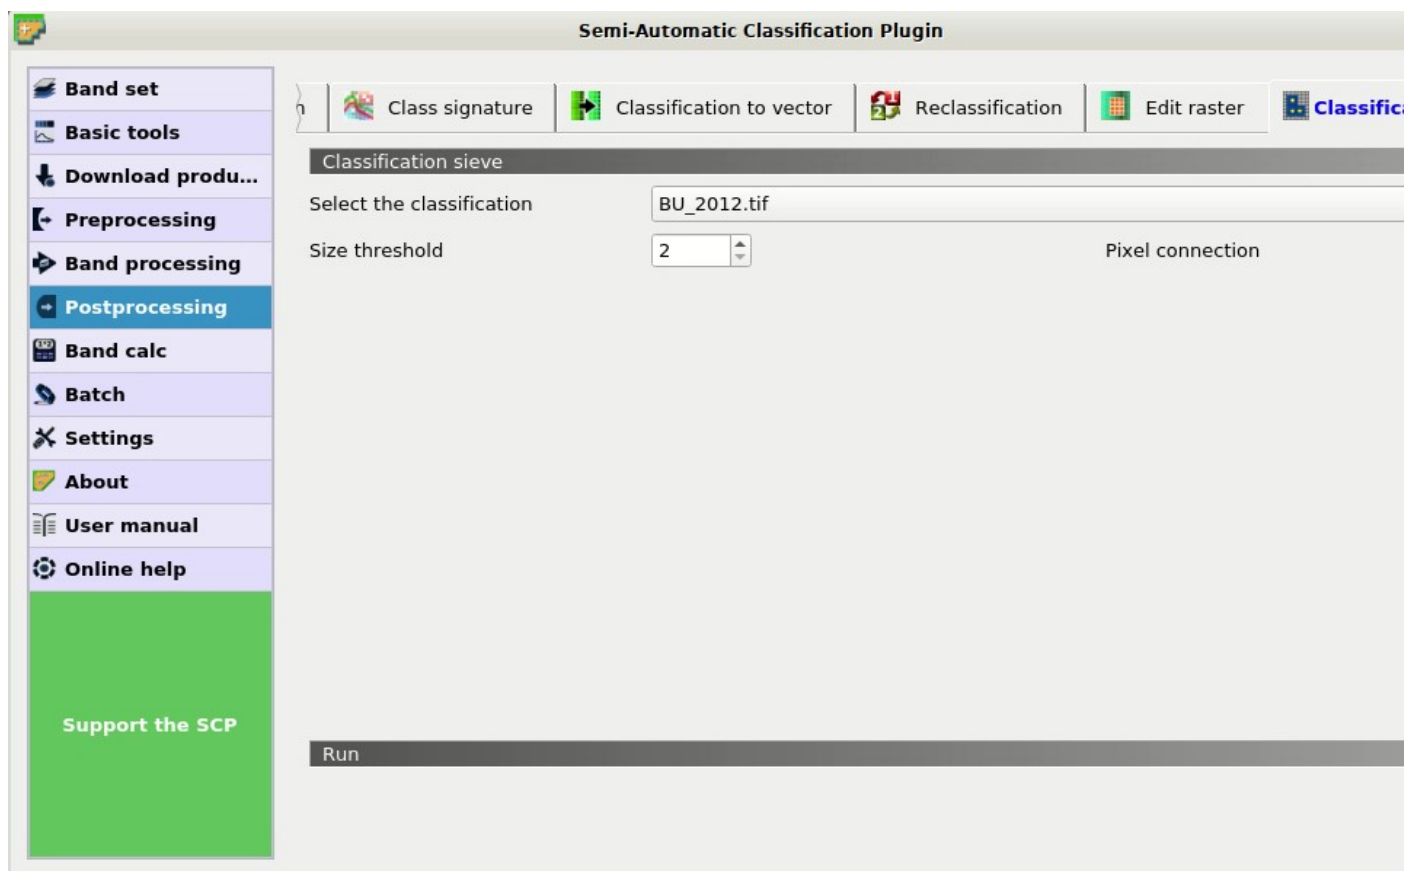 Semi-Automatic Classification Plugin
Band set
Basic tools
Download produ...
Preprocessing
Band processing
Postprocessing
Band calc
Batch
Settings
About
User manual
Online help
Support the SCP
Class signature
Classification to vector
Reclassification
Edit raster
Classification sieve
Select the classification
BU_2012.tif
Size threshold
2
Pixel connection
Run